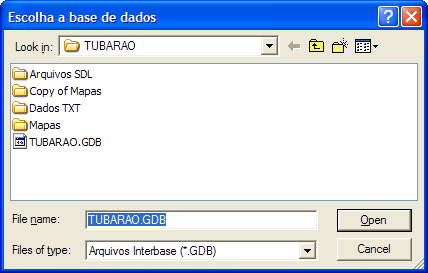 Escolha a base de dados
Look in: TUBARAO
Arquivos SDL
Copy of Mapas
Dados TXT
Mapas
TUBARAO.GDB
File name: TUBARAO.GDB Open
Files of type: Arquivos Interbase (*.GDB) Cancel